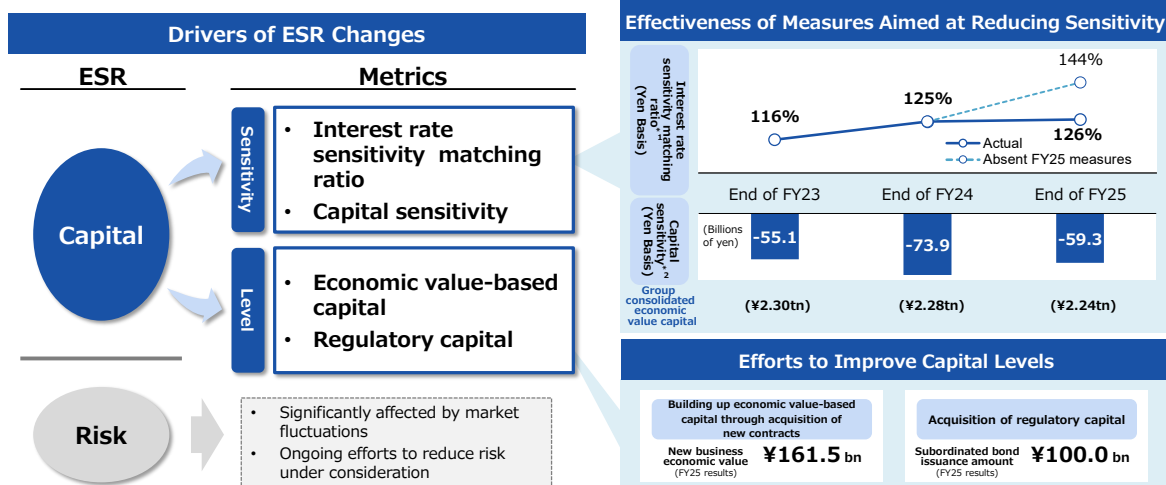 Drivers of ESR Changes
ESR
Metrics
Capital
Sensitivity
• Interest rate
sensitivity matching
ratio
• Capital sensitivity
Level
• Economic value-based
capital
• Regulatory capital
Risk
• Significantly affected by market
fluctuations
• Ongoing efforts to reduce risk
under consideration
Effectiveness of Measures Aimed at Reducing Sensitivity
Interest rate
sensitivity matching
ratio*1
(Yen Basis)
116%
125%
144%
126%
Actual
Absent FY25 measures
End of FY23
End of FY24
End of FY25
Capital
sensitivity*2
(Yen Basis)
(Billions
of yen)
-55.1
-73.9
-59.3
Group
consolidated
economic
value capital
(¥2.30tn)
(¥2.28tn)
(¥2.24tn)
Efforts to Improve Capital Levels
Building up economic value-based
capital through acquisition of
new contracts
New business
economic value
(FY25 results)
¥161.5 bn
Acquisition of regulatory capital
Subordinated bond
issuance amount
(FY25 results)
¥100.0 bn